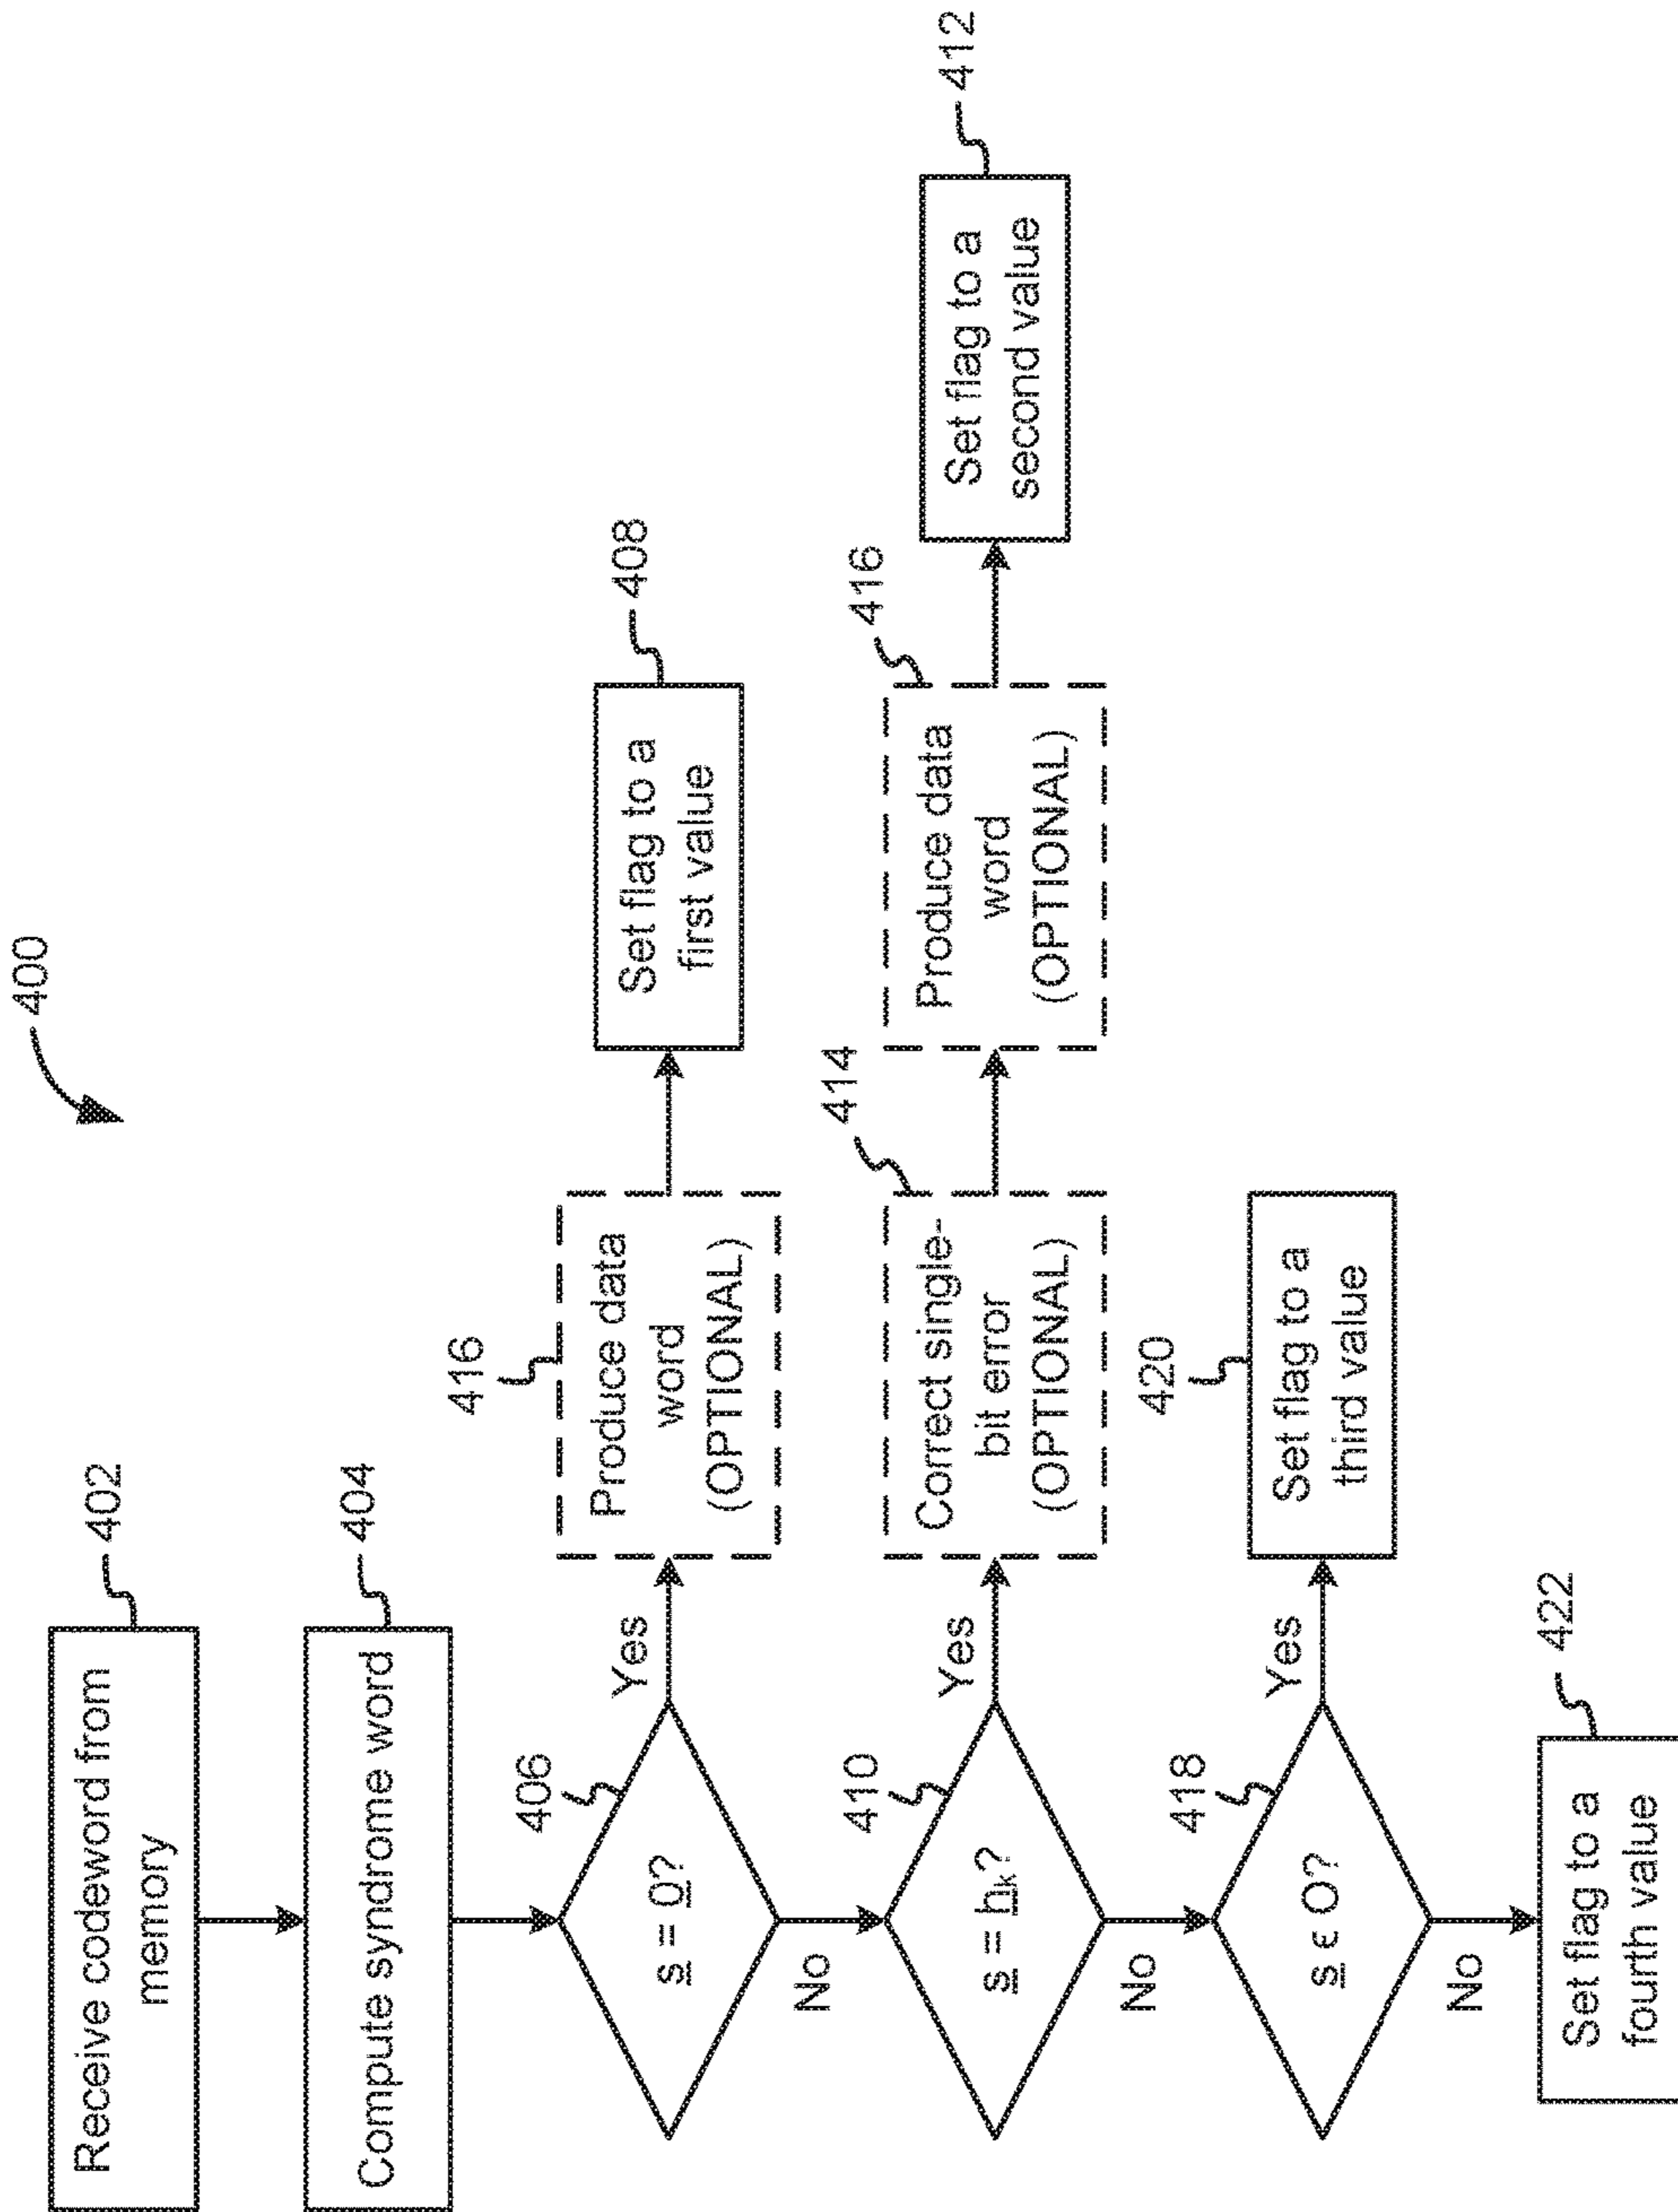 400
Receive codeword from
memory
402
Compute syndrome word
404
s = 0?
406
Yes
No
Produce data
word
(OPTIONAL)
416
Set flag to a
first value
408
s = hₖ?
410
Yes
No
Correct single-
bit error
(OPTIONAL)
414
Produce data
word
(OPTIONAL)
416
Set flag to a
second value
412
s ϵ O?
418
Yes
No
Set flag to a
third value
420
Set flag to a
fourth value
422